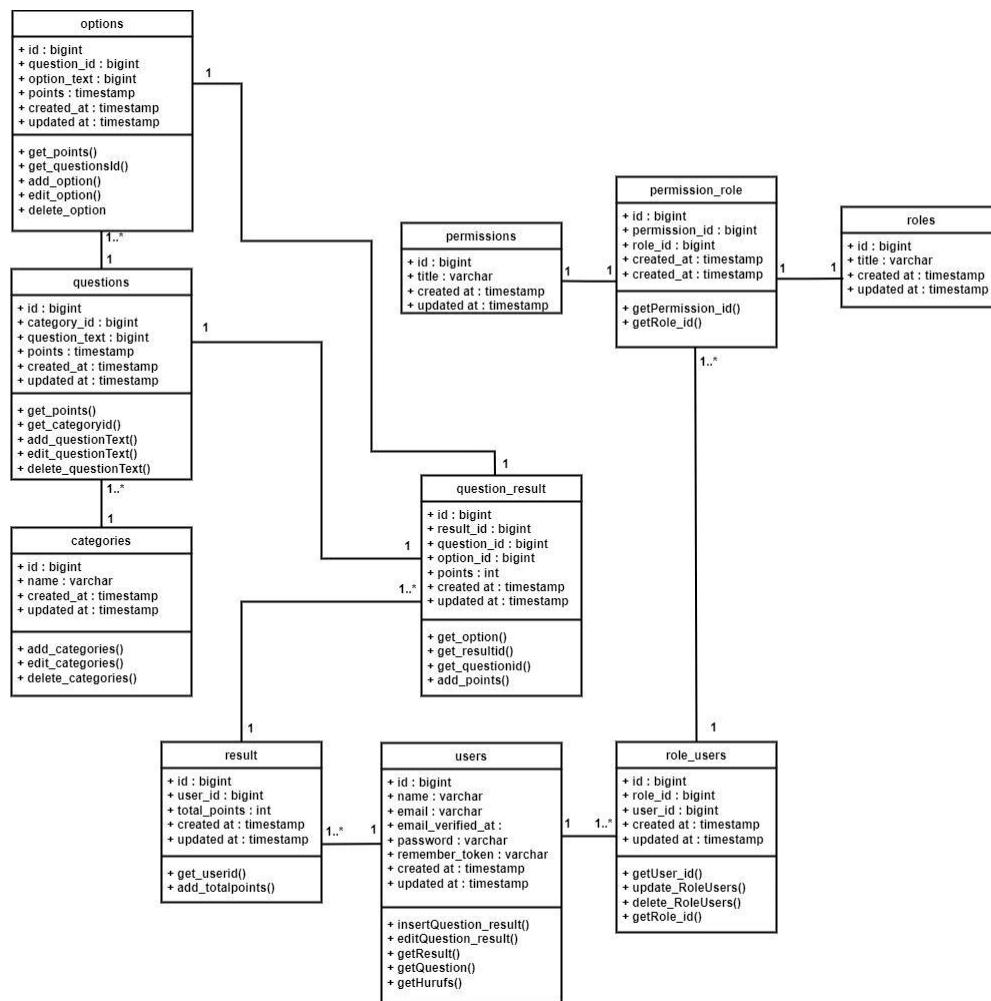 options
+ id : bigint
+ question_id : bigint
+ option_text : bigint
+ points : timestamp
+ created_at : timestamp
+ updated at : timestamp
+ get_points()
+ get_questionsId()
+ add_option()
+ edit_option()
+ delete_option
1
1..*
1
questions
+ id : bigint
+ category_id : bigint
+ question_text : bigint
+ points : timestamp
+ created_at : timestamp
+ updated at : timestamp
+ get_points()
+ get_categoryid()
+ add_questionText()
+ edit_questionText()
+ delete_questionText()
1
1..*
1
categories
+ id : bigint
+ name : varchar
+ created_at : timestamp
+ updated at : timestamp
+ add_categories()
+ edit_categories()
+ delete_categories()
permissions
+ id : bigint
+ title : varchar
+ created at : timestamp
+ updated at : timestamp
1
1
permission_role
+ id : bigint
+ permission_id : bigint
+ role_id : bigint
+ created_at : timestamp
+ created_at : timestamp
+ getPermission_id()
+ getRole_id()
1
1
1..*
roles
+ id : bigint
+ title : varchar
+ created at : timestamp
+ updated at : timestamp
1
question_result
+ id : bigint
+ result_id : bigint
+ question_id : bigint
+ option_id : bigint
+ points : int
+ created at : timestamp
+ updated at : timestamp
+ get_option()
+ get_resultid()
+ get_questionid()
+ add_points()
1
1..*
1
result
+ id : bigint
+ user_id : bigint
+ total_points : int
+ created at : timestamp
+ updated at : timestamp
+ get_userid()
+ add_totalpoints()
1..*
1
users
+ id : bigint
+ name : varchar
+ email : varchar
+ email_verified_at :
+ password : varchar
+ remember_token : varchar
+ created at : timestamp
+ updated at : timestamp
+ insertQuestion_result()
+ editQuestion_result()
+ getResult()
+ getQuestion()
+ getHurufs()
1
1..*
1
role_users
+ id : bigint
+ role_id : bigint
+ user_id : bigint
+ created at : timestamp
+ updated at : timestamp
+ getUser_id()
+ update_RoleUsers()
+ delete_RoleUsers()
+ getRole_id()